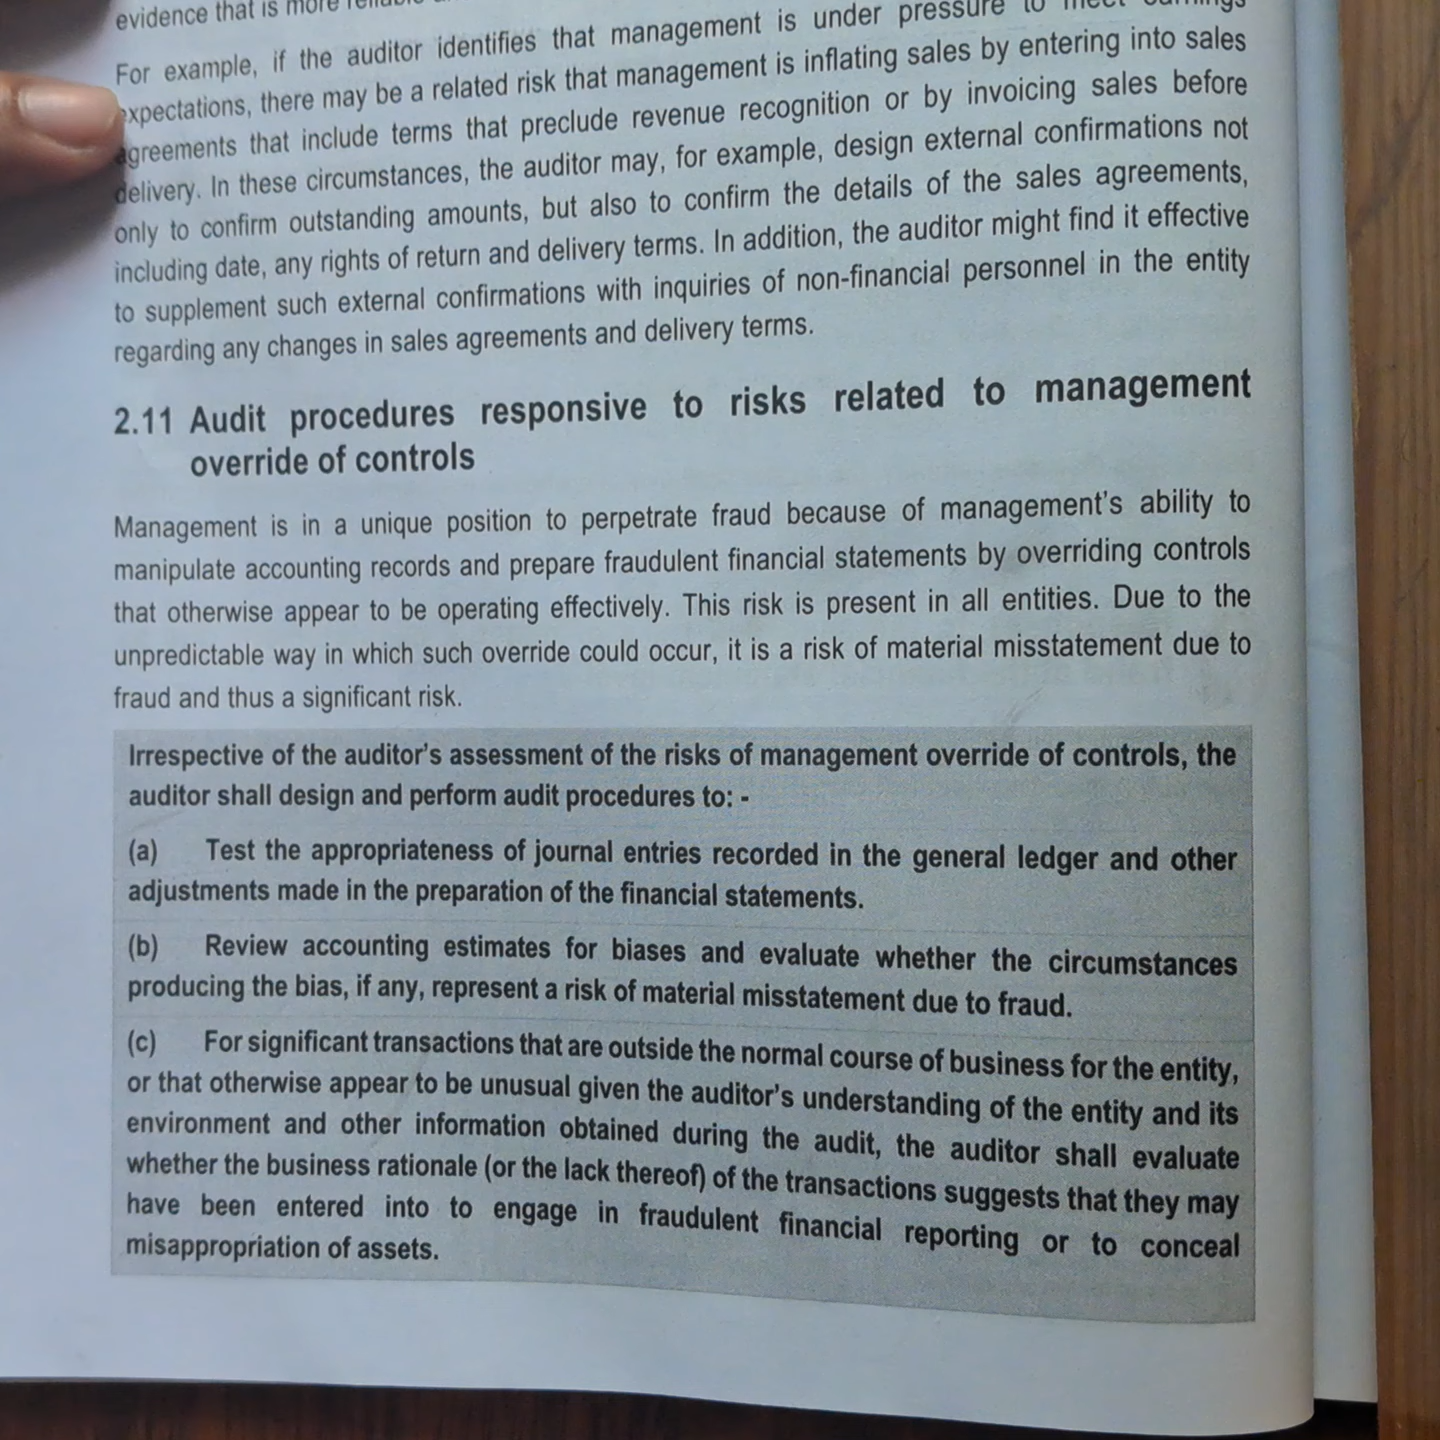 evidence that is more
For example, if the auditor identifies that management is under pressure to meet earnings
expectations, there may be a related risk that management is inflating sales by entering into sales
agreements that include terms that preclude revenue recognition or by invoicing sales before
delivery. In these circumstances, the auditor may, for example, design external confirmations not
only to confirm outstanding amounts, but also to confirm the details of the sales agreements,
including date, any rights of return and delivery terms. In addition, the auditor might find it effective
to supplement such external confirmations with inquiries of non-financial personnel in the entity
regarding any changes in sales agreements and delivery terms.
2.11 Audit procedures responsive to risks related to management
override of controls
Management is in a unique position to perpetrate fraud because of management's ability to
manipulate accounting records and prepare fraudulent financial statements by overriding controls
that otherwise appear to be operating effectively. This risk is present in all entities. Due to the
unpredictable way in which such override could occur, it is a risk of material misstatement due to
fraud and thus a significant risk.
Irrespective of the auditor's assessment of the risks of management override of controls, the
auditor shall design and perform audit procedures to: -
(a) Test the appropriateness of journal entries recorded in the general ledger and other
adjustments made in the preparation of the financial statements.
(b) Review accounting estimates for biases and evaluate whether the circumstances
producing the bias, if any, represent a risk of material misstatement due to fraud.
(c) For significant transactions that are outside the normal course of business for the entity,
or that otherwise appear to be unusual given the auditor's understanding of the entity and its
environment and other information obtained during the audit, the auditor shall evaluate
whether the business rationale (or the lack thereof) of the transactions suggests that they may
have been entered into to engage in fraudulent financial reporting or to conceal
misappropriation of assets.